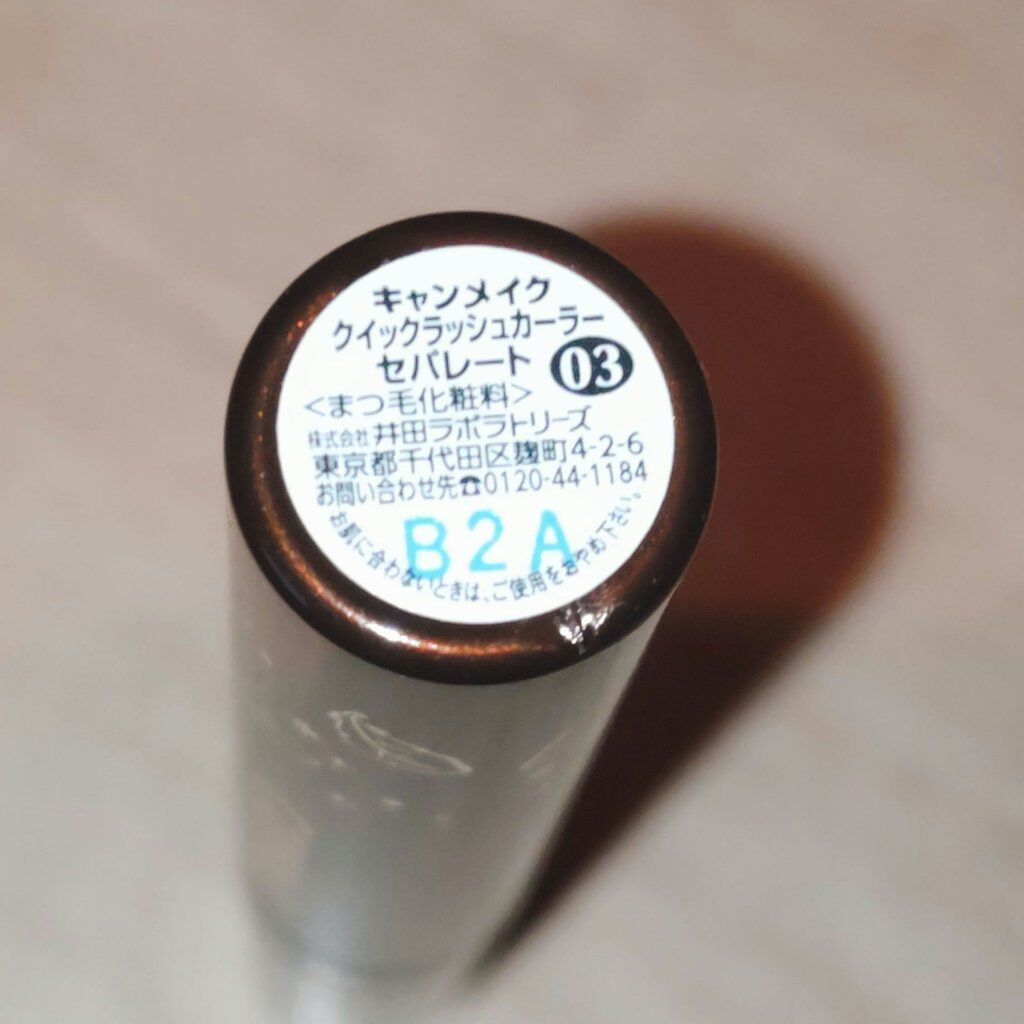 キャンメイク
クイックラッシュカーラー
セパレート 03
<まつ毛化粧料>
株式会社井田ラボラトリーズ
東京都千代田区麹町4-2-6
お問い合わせ先☎0120-44-1184
B2A
お肌に合わないときは、ご使用をおやめ下さい。